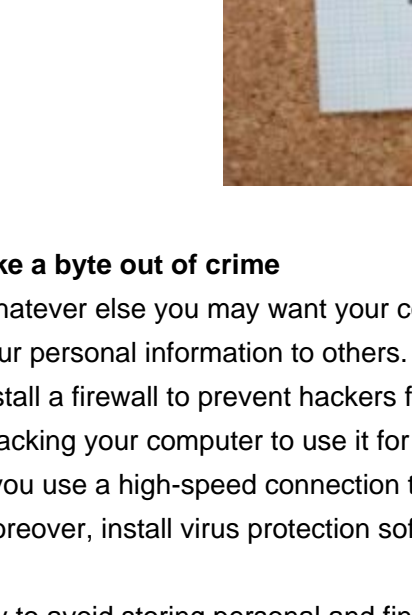 ke a byte out of crime
hatever else you may want your c
ur personal information to others.
stall a firewall to prevent hackers f
acking your computer to use it for
you use a high-speed connection t
oreover, install virus protection sof
to avoid storing personal and fin